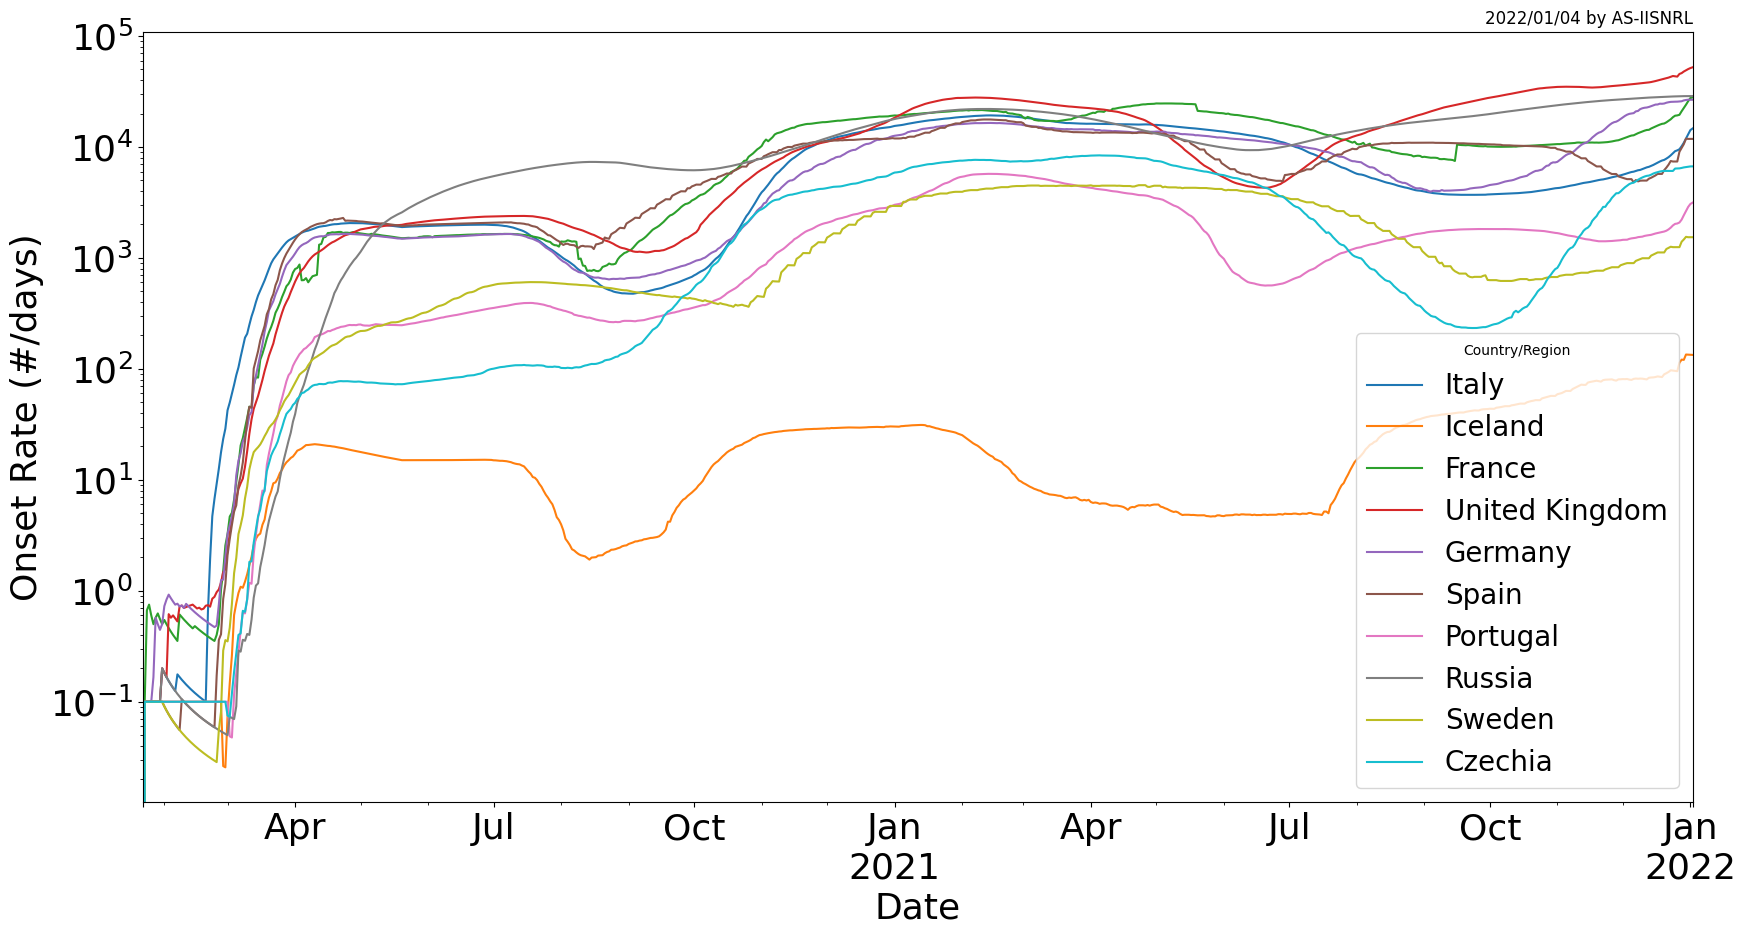 2022/01/04 by AS-IISNRL
Onset Rate (#/days)
10^5
10^4
10^3
10^2
10^1
10^0
10^−1
Country/Region
Italy
Iceland
France
United Kingdom
Germany
Spain
Portugal
Russia
Sweden
Czechia
Apr Jul Oct Jan Apr Jul Oct Jan
2021 2022
Date